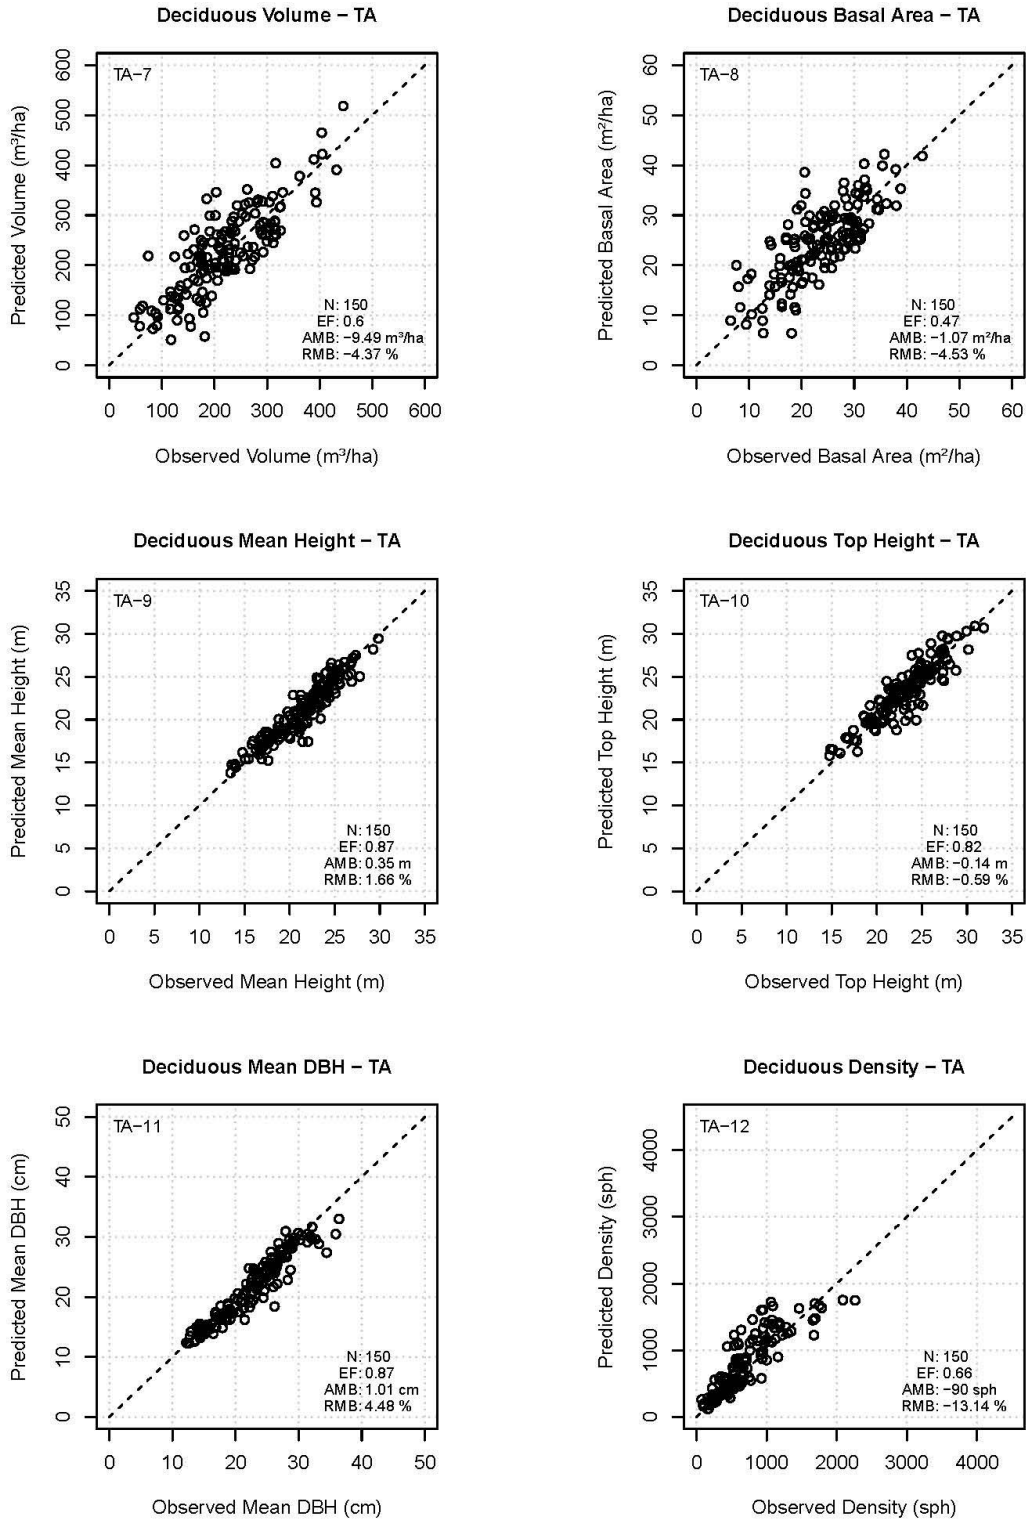 Deciduous Volume − TA
TA−7
Predicted Volume (m³/ha)
600
500
400
300
200
100
0
N: 150
EF: 0.6
AMB: −9.49 m³/ha
RMB: −4.37 %
0 100 200 300 400 500 600
Observed Volume (m³/ha)
Deciduous Basal Area − TA
TA−8
Predicted Basal Area (m²/ha)
60
50
40
30
20
10
0
N: 150
EF: 0.47
AMB: −1.07 m²/ha
RMB: −4.53 %
0 10 20 30 40 50 60
Observed Basal Area (m²/ha)
Deciduous Mean Height − TA
TA−9
Predicted Mean Height (m)
35
30
25
20
15
10
5
0
N: 150
EF: 0.87
AMB: 0.35 m
RMB: 1.66 %
0 5 10 15 20 25 30 35
Observed Mean Height (m)
Deciduous Top Height − TA
TA−10
Predicted Top Height (m)
35
30
25
20
15
10
5
0
N: 150
EF: 0.82
AMB: −0.14 m
RMB: −0.59 %
0 5 10 15 20 25 30 35
Observed Top Height (m)
Deciduous Mean DBH − TA
TA−11
Predicted Mean DBH (cm)
50
40
30
20
10
0
N: 150
EF: 0.87
AMB: 1.01 cm
RMB: 4.48 %
0 10 20 30 40 50
Observed Mean DBH (cm)
Deciduous Density − TA
TA−12
Predicted Density (sph)
4000
3000
2000
1000
0
N: 150
EF: 0.66
AMB: −90 sph
RMB: −13.14 %
0 1000 2000 3000 4000
Observed Density (sph)